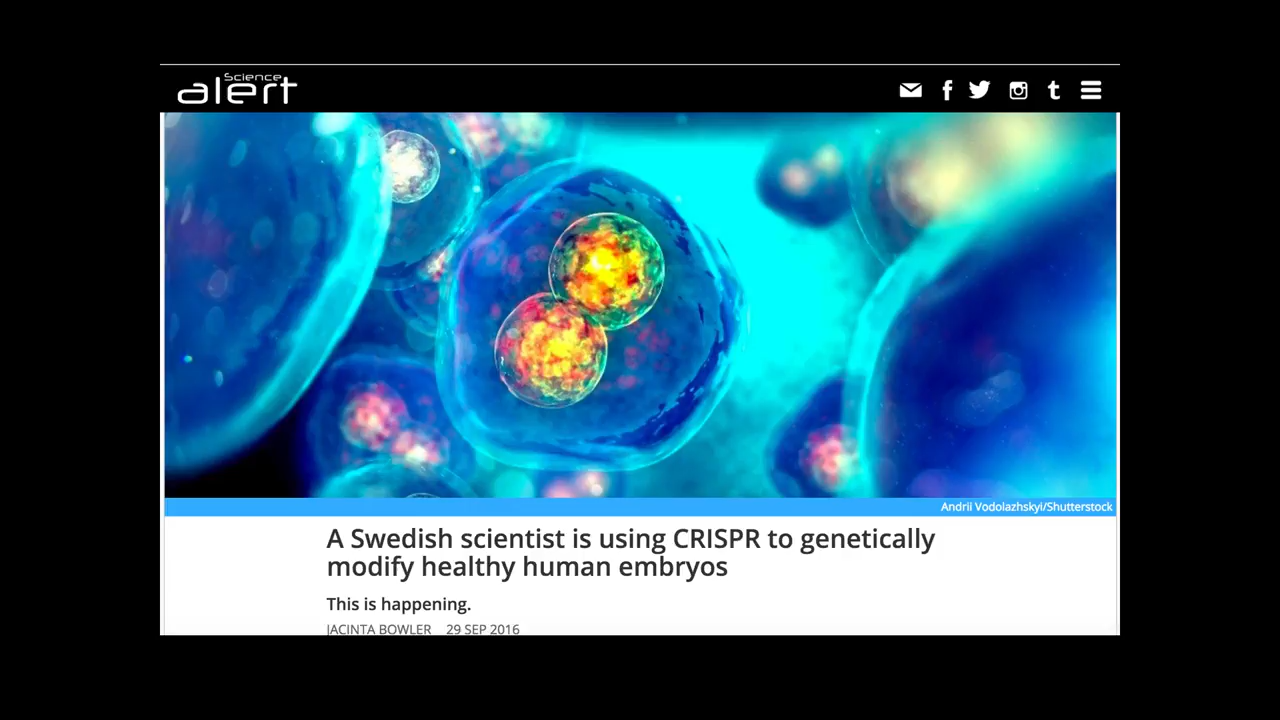 Science
alert
Andrii Vodolazhskyi/Shutterstock
A Swedish scientist is using CRISPR to genetically
modify healthy human embryos
This is happening.
JACINTA BOWLER 29 SEP 2016